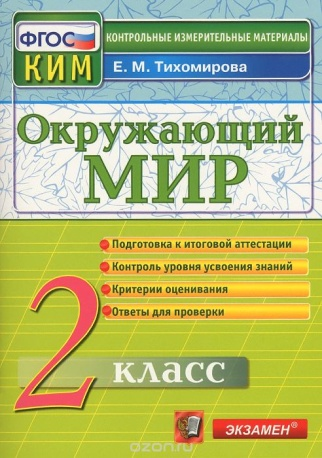 ФГОС
КОНТРОЛЬНЫЕ ИЗМЕРИТЕЛЬНЫЕ МАТЕРИАЛЫ
КИМ
Е. М. Тихомирова
Окружающий
МИР
Подготовка к итоговой аттестации
Контроль уровня усвоения знаний
Критерии оценивания
Ответы для проверки
2 класс
ЭКЗАМЕН®
ozon.ru